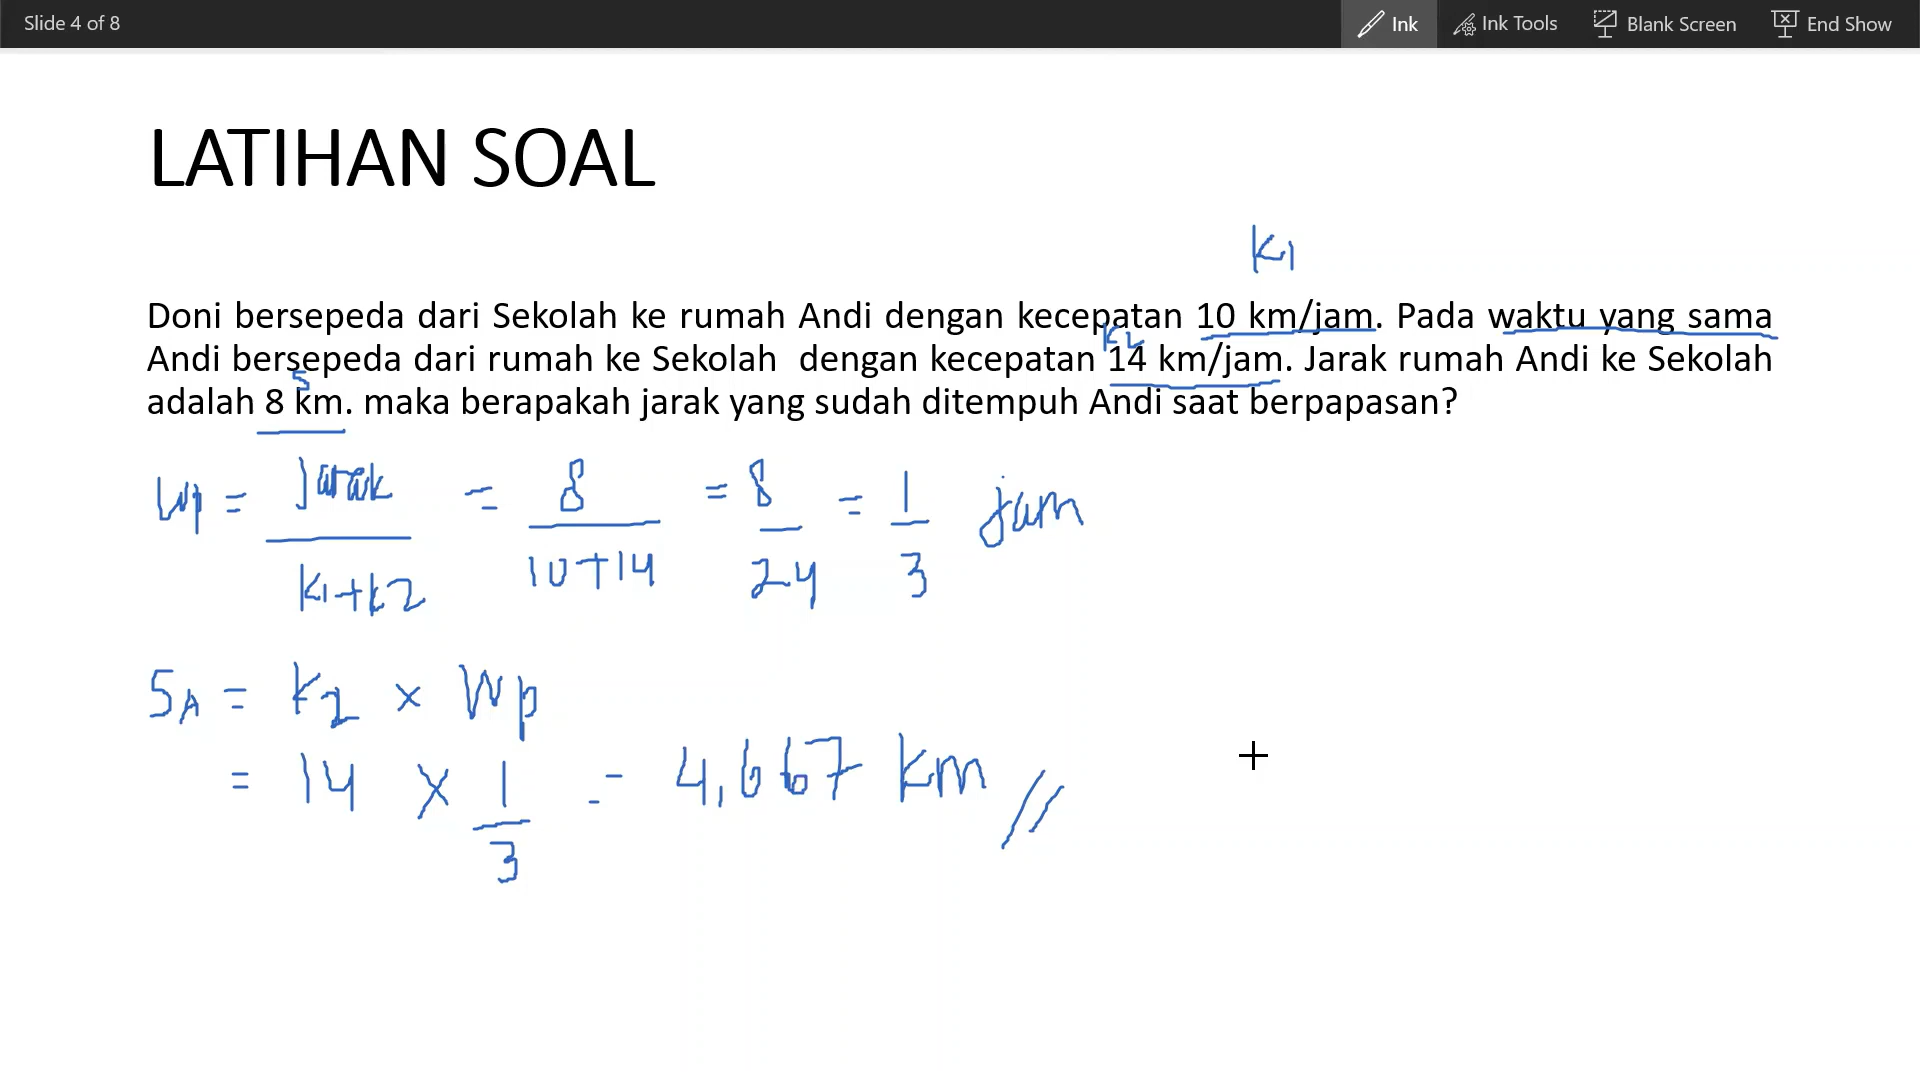 Slide 4 of 8 Ink Ink Tools Blank Screen End Show
LATIHAN SOAL
K1
Doni bersepeda dari Sekolah ke rumah Andi dengan kecepatan 10 km/jam. Pada waktu yang sama
K2
Andi bersepeda dari rumah ke Sekolah dengan kecepatan 14 km/jam. Jarak rumah Andi ke Sekolah
S
adalah 8 km. maka berapakah jarak yang sudah ditempuh Andi saat berpapasan?
Wp = Jarak / K1+K2 = 8 / 10+14 = 8 / 24 = 1 / 3 jam
SA = K2 x Wp
= 14 x 1 / 3 = 4,667 km //